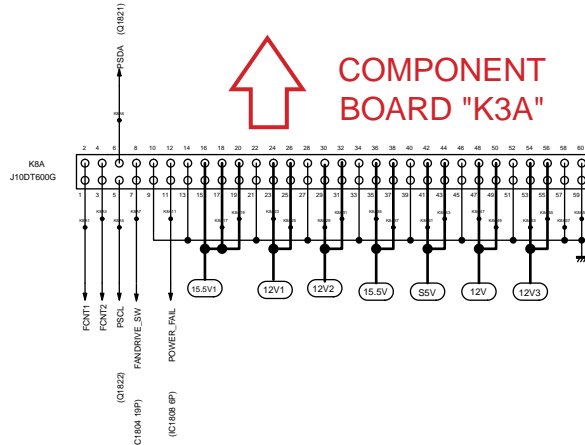 (Q1821)
PSDA
COMPONENT
BOARD "K3A"
2 4 6 8 10 12 14 16 18 20 22 24 26 28 30 32 34 36 38 40 42 44 46 48 50 52 54 56 58 60
K8A
J10DT600G
1 3 5 7 9 11 13 15 17 19 21 23 25 27 29 31 33 35 37 39 41 43 45 47 49 51 53 55 57 59
15.5V1 12V1 12V2 15.5V S5V 12V 12V3
FCNT1
FCNT2
PSCL
(Q1822)
FANDRIVE_SW
C1804 19P)
POWER_FAIL
(IC1808 6P)